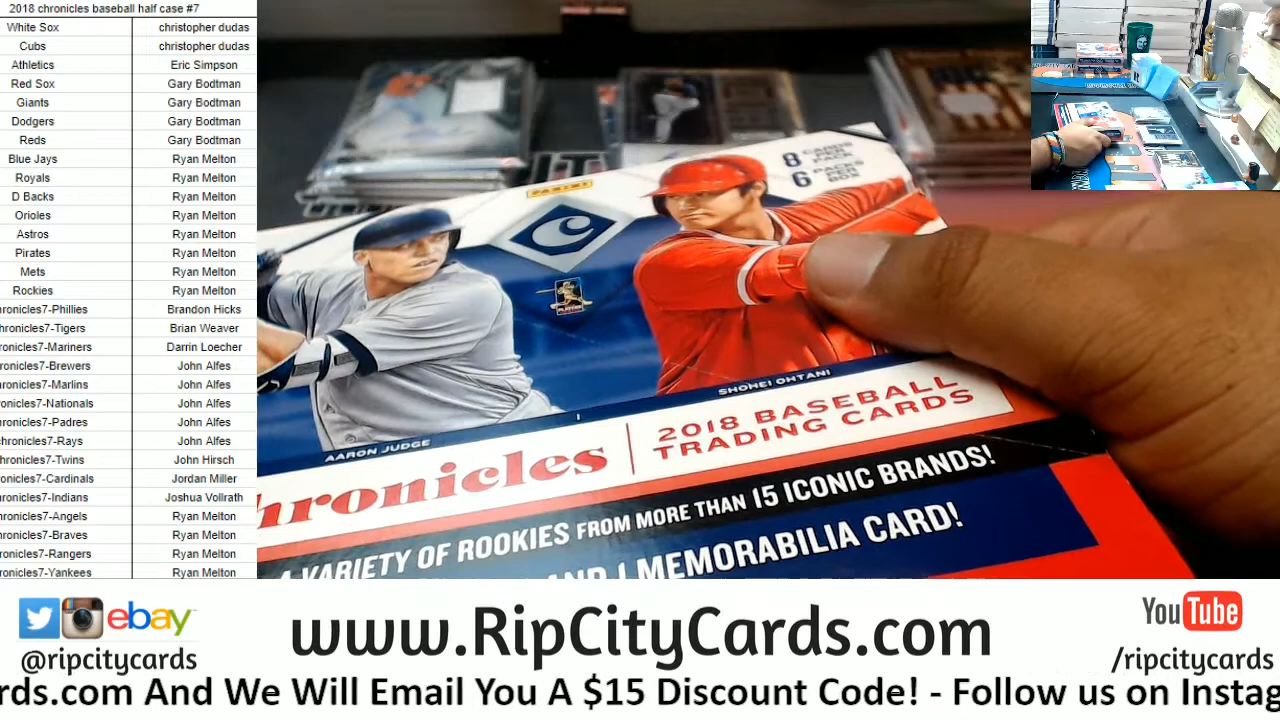 2018 chronicles baseball half case #7
White Sox christopher dudas
Cubs christopher dudas
Athletics Eric Simpson
Red Sox Gary Bodtman
Giants Gary Bodtman
Dodgers Gary Bodtman
Reds Gary Bodtman
Blue Jays Ryan Melton
Royals Ryan Melton
D Backs Ryan Melton
Orioles Ryan Melton
Astros Ryan Melton
Pirates Ryan Melton
Mets Ryan Melton
Rockies Ryan Melton
hronicles7-Phillies Brandon Hicks
hronicles7-Tigers Brian Weaver
hronicles7-Mariners Darrin Loecher
ronicles7-Brewers John Alfes
ronicles7-Marlins John Alfes
ronicles7-Nationals John Alfes
ronicles7-Padres John Alfes
hronicles7-Rays John Alfes
hronicles7-Twins John Hirsch
ronicles7-Cardinals Jordan Miller
hronicles7-Indians Joshua Vollrath
ronicles7-Angels Ryan Melton
ronicles7-Braves Ryan Melton
ronicles7-Rangers Ryan Melton
ronicles7-Yankees Ryan Melton
8 CARDS PER PACK
6 PACKS PER BOX
PANINI
C
SHOHEI OHTANI
AARON JUDGE
hronicles
2018 BASEBALL
TRADING CARDS
A VARIETY OF ROOKIES FROM MORE THAN 15 ICONIC BRANDS!
AND 1 MEMORABILIA CARD!
ebay
@ripcitycards
www.RipCityCards.com
YouTube
/ripcitycards
rds.com And We Will Email You A $15 Discount Code! - Follow us on Instag